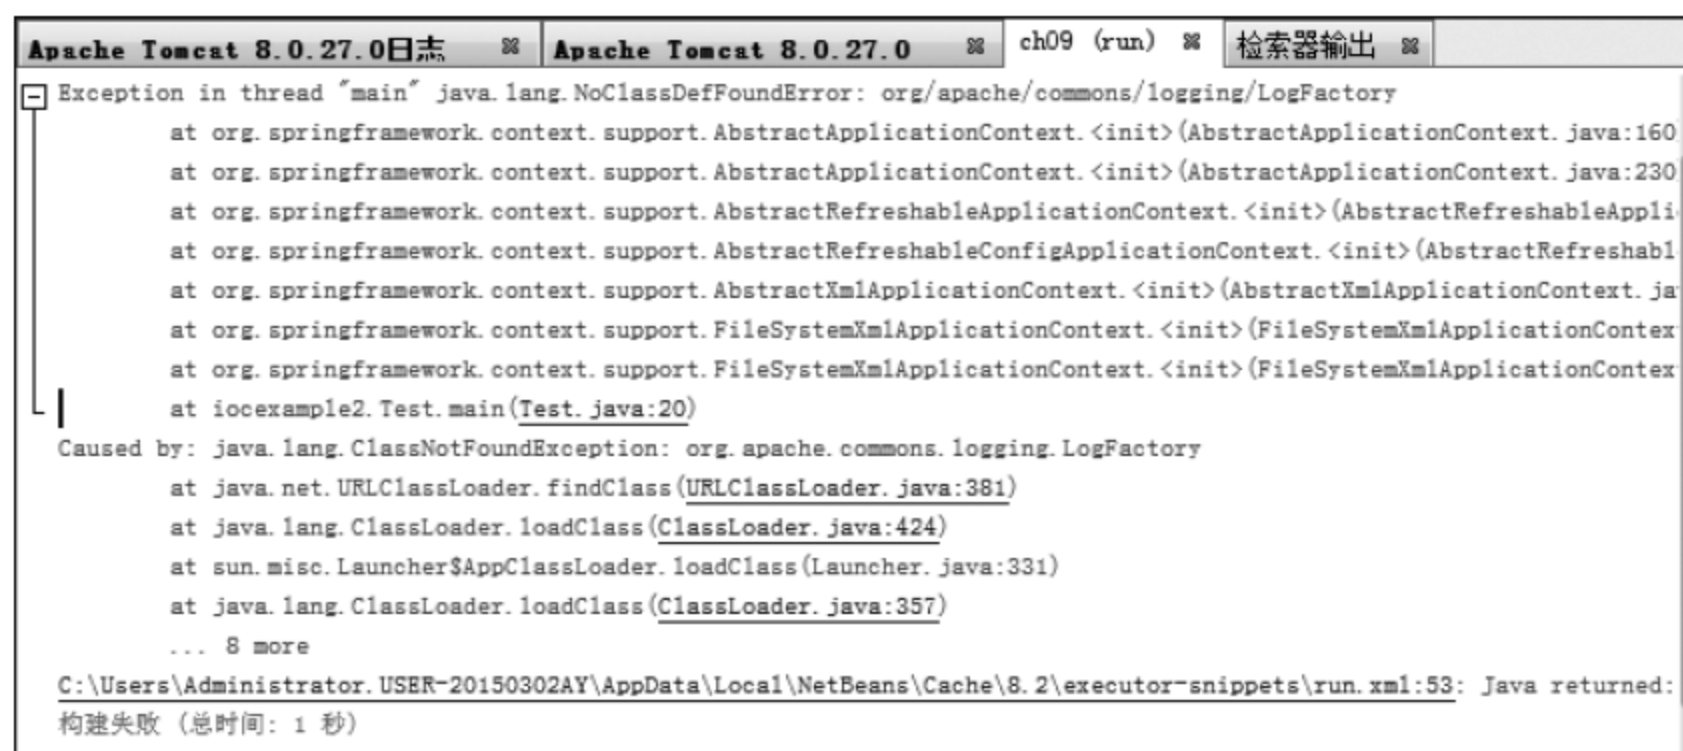 Apache Tomcat 8.0.27.0日志 Apache Tomcat 8.0.27.0 ch09 (run) 检索器输出
Exception in thread "main" java.lang.NoClassDefFoundError: org/apache/commons/logging/LogFactory
at org.springframework.context.support.AbstractApplicationContext.<init>(AbstractApplicationContext.java:160
at org.springframework.context.support.AbstractApplicationContext.<init>(AbstractApplicationContext.java:230
at org.springframework.context.support.AbstractRefreshableApplicationContext.<init>(AbstractRefreshableAppli
at org.springframework.context.support.AbstractRefreshableConfigApplicationContext.<init>(AbstractRefreshabl
at org.springframework.context.support.AbstractXmlApplicationContext.<init>(AbstractXmlApplicationContext.ja
at org.springframework.context.support.FileSystemXmlApplicationContext.<init>(FileSystemXmlApplicationContex
at org.springframework.context.support.FileSystemXmlApplicationContext.<init>(FileSystemXmlApplicationContex
at iocexample2.Test.main(Test.java:20)
Caused by: java.lang.ClassNotFoundException: org.apache.commons.logging.LogFactory
at java.net.URLClassLoader.findClass(URLClassLoader.java:381)
at java.lang.ClassLoader.loadClass(ClassLoader.java:424)
at sun.misc.Launcher$AppClassLoader.loadClass(Launcher.java:331)
at java.lang.ClassLoader.loadClass(ClassLoader.java:357)
... 8 more
C:\Users\Administrator.USER-20150302AY\AppData\Local\NetBeans\Cache\8.2\executor-snippets\run.xml:53: Java returned:
构建失败 (总时间: 1 秒)